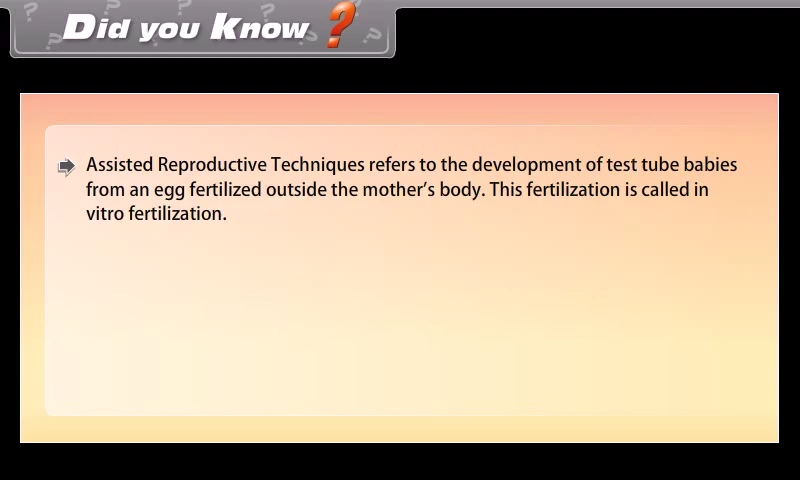 Did you Know?
Assisted Reproductive Techniques refers to the development of test tube babies
from an egg fertilized outside the mother’s body. This fertilization is called in
vitro fertilization.